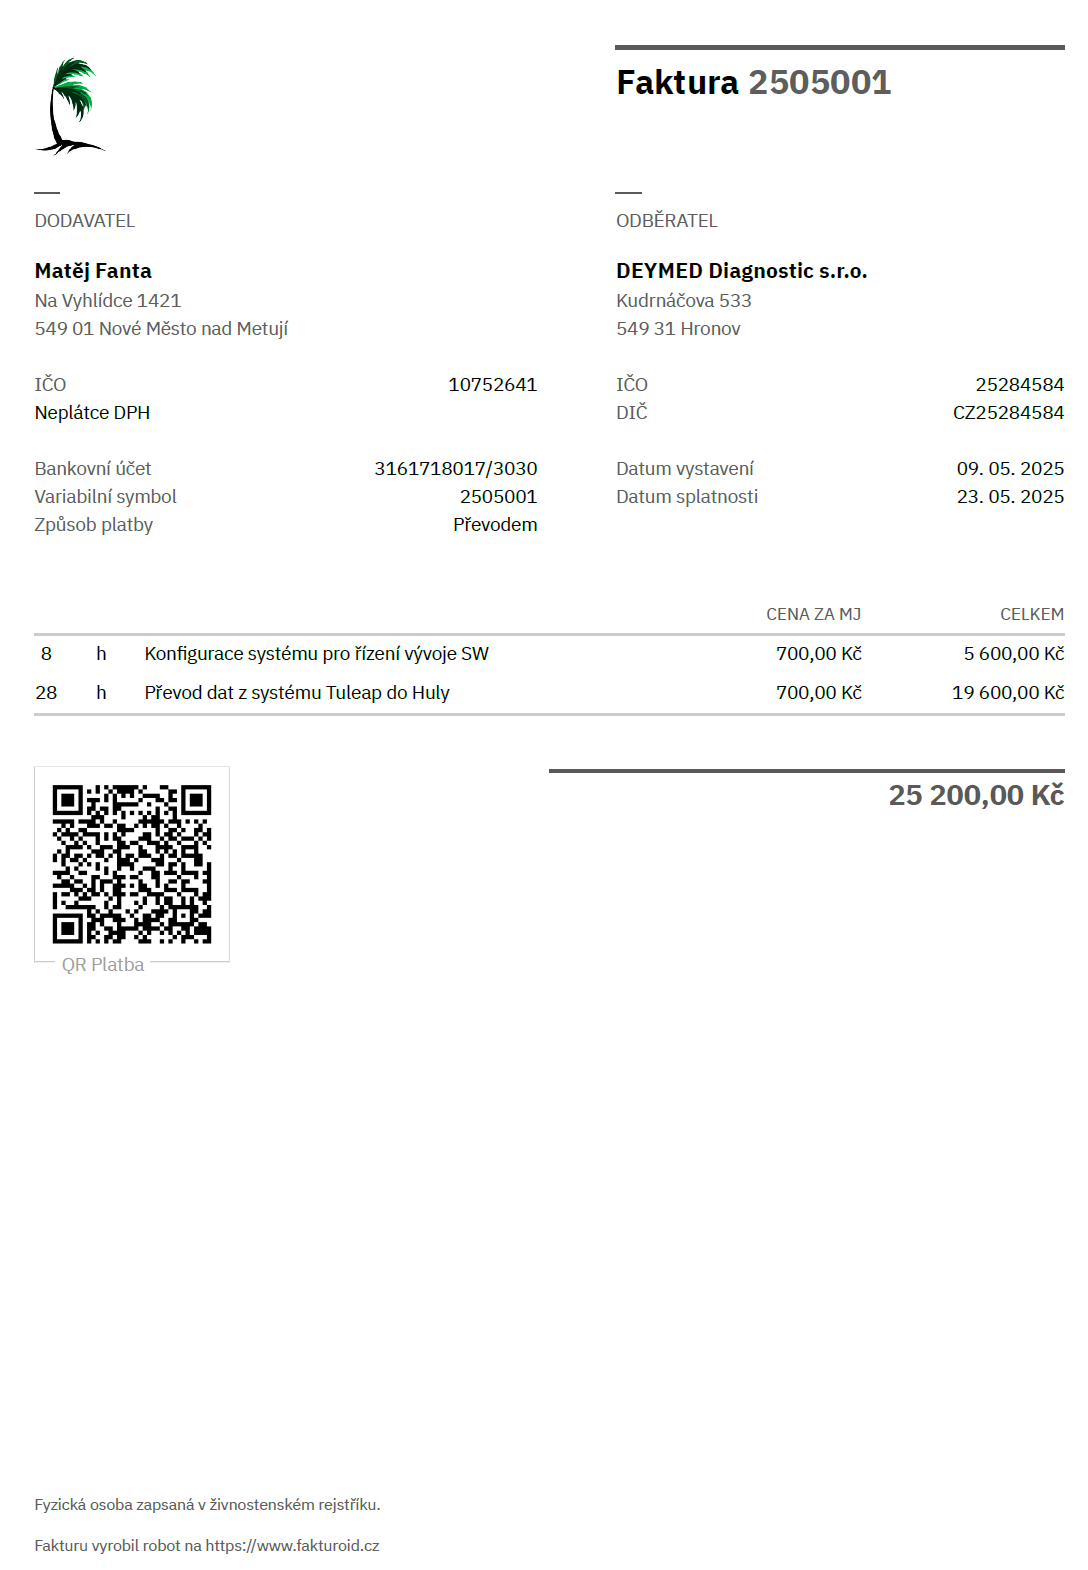 Faktura 2505001
DODAVATEL
Matěj Fanta
Na Vyhlídce 1421
549 01 Nové Město nad Metují
IČO 10752641
Neplátce DPH
Bankovní účet 3161718017/3030
Variabilní symbol 2505001
Způsob platby Převodem
ODBĚRATEL
DEYMED Diagnostic s.r.o.
Kudrnáčova 533
549 31 Hronov
IČO 25284584
DIČ CZ25284584
Datum vystavení 09. 05. 2025
Datum splatnosti 23. 05. 2025
CENA ZA MJ CELKEM
8 h Konfigurace systému pro řízení vývoje SW 700,00 Kč 5 600,00 Kč
28 h Převod dat z systému Tuleap do Huly 700,00 Kč 19 600,00 Kč
25 200,00 Kč
QR Platba
Fyzická osoba zapsaná v živnostenském rejstříku.
Fakturu vyrobil robot na https://www.fakturoid.cz